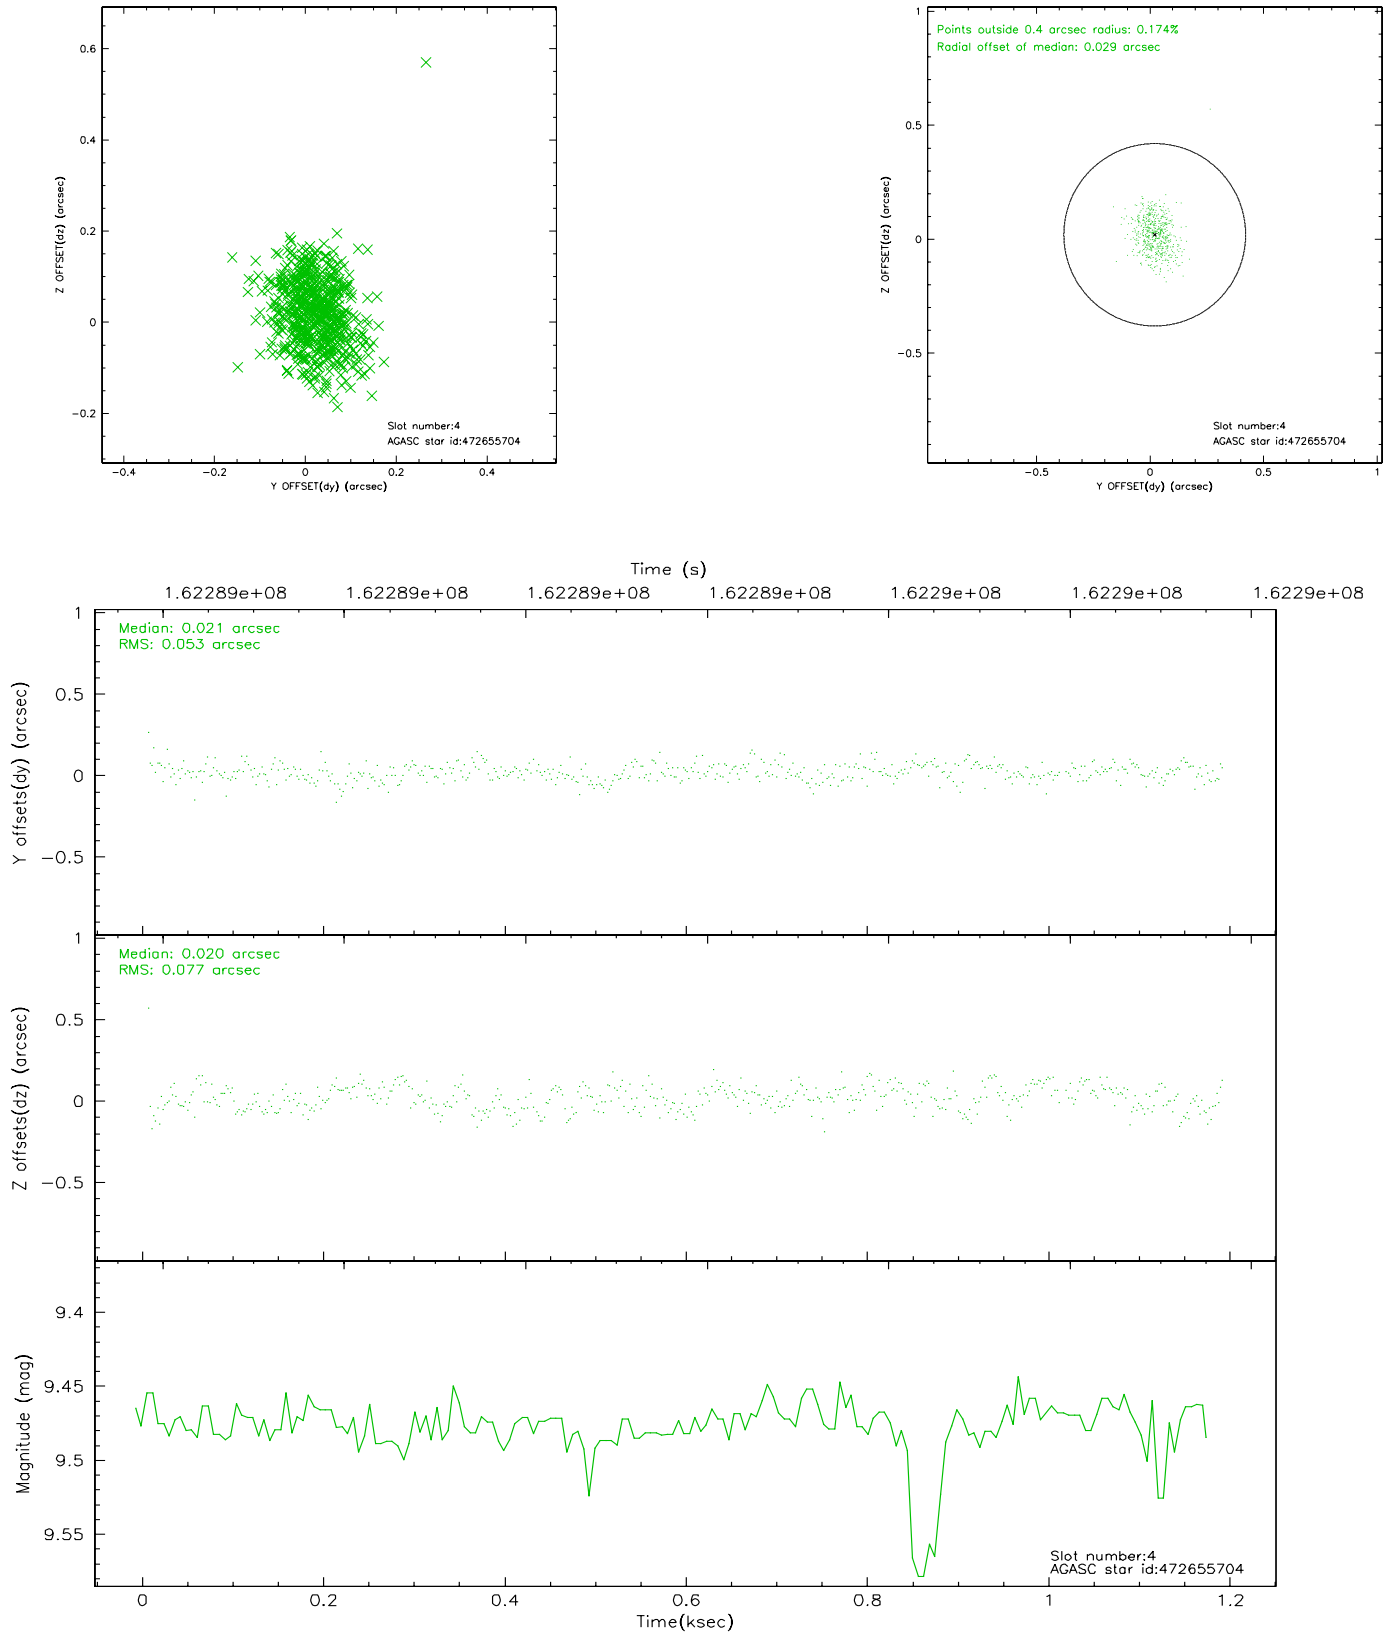 0.6
0.4
0.2
0
−0.2
Z OFFSET(dz) (arcsec)
Slot number:4
AGASC star id:472655704
−0.4 −0.2 0 0.2 0.4
Y OFFSET(dy) (arcsec)
Points outside 0.4 arcsec radius: 0.174%
Radial offset of median: 0.029 arcsec
1
0.5
0
−0.5
Z OFFSET(dz) (arcsec)
Slot number:4
AGASC star id:472655704
−0.5 0 0.5 1
Y OFFSET(dy) (arcsec)
Time (s)
1.62289e+08 1.62289e+08 1.62289e+08 1.62289e+08 1.6229e+08 1.6229e+08 1.6229e+08
Median: 0.021 arcsec
RMS: 0.053 arcsec
1
0.5
0
−0.5
Y offsets(dy) (arcsec)
Median: 0.020 arcsec
RMS: 0.077 arcsec
1
0.5
0
−0.5
Z offsets(dz) (arcsec)
9.4
9.45
9.5
9.55
Magnitude (mag)
Slot number:4
AGASC star id:472655704
0 0.2 0.4 0.6 0.8 1 1.2
Time(ksec)